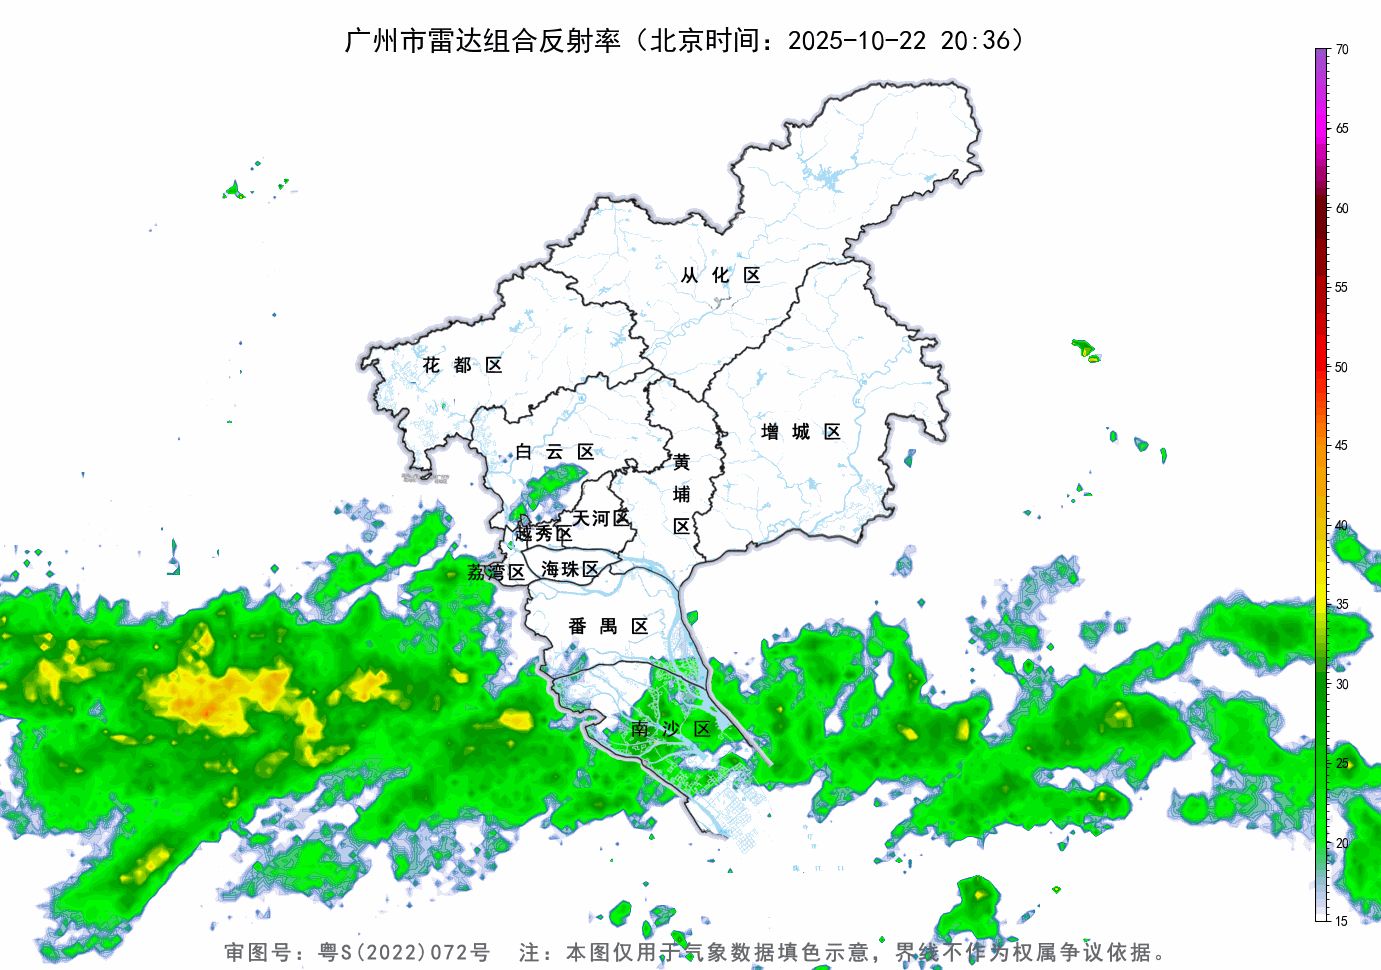 广州市雷达组合反射率（北京时间：2025-10-22 20:36）
70
65
60
55
50
45
40
35
30
25
20
15
从化区
花都区
增城区
白云区
黄埔区
天河区
越秀区
荔湾区
海珠区
番禺区
南沙区
审图号：粤S(2022)072号 注：本图仅用于气象数据填色示意，界线不作为权属争议依据。